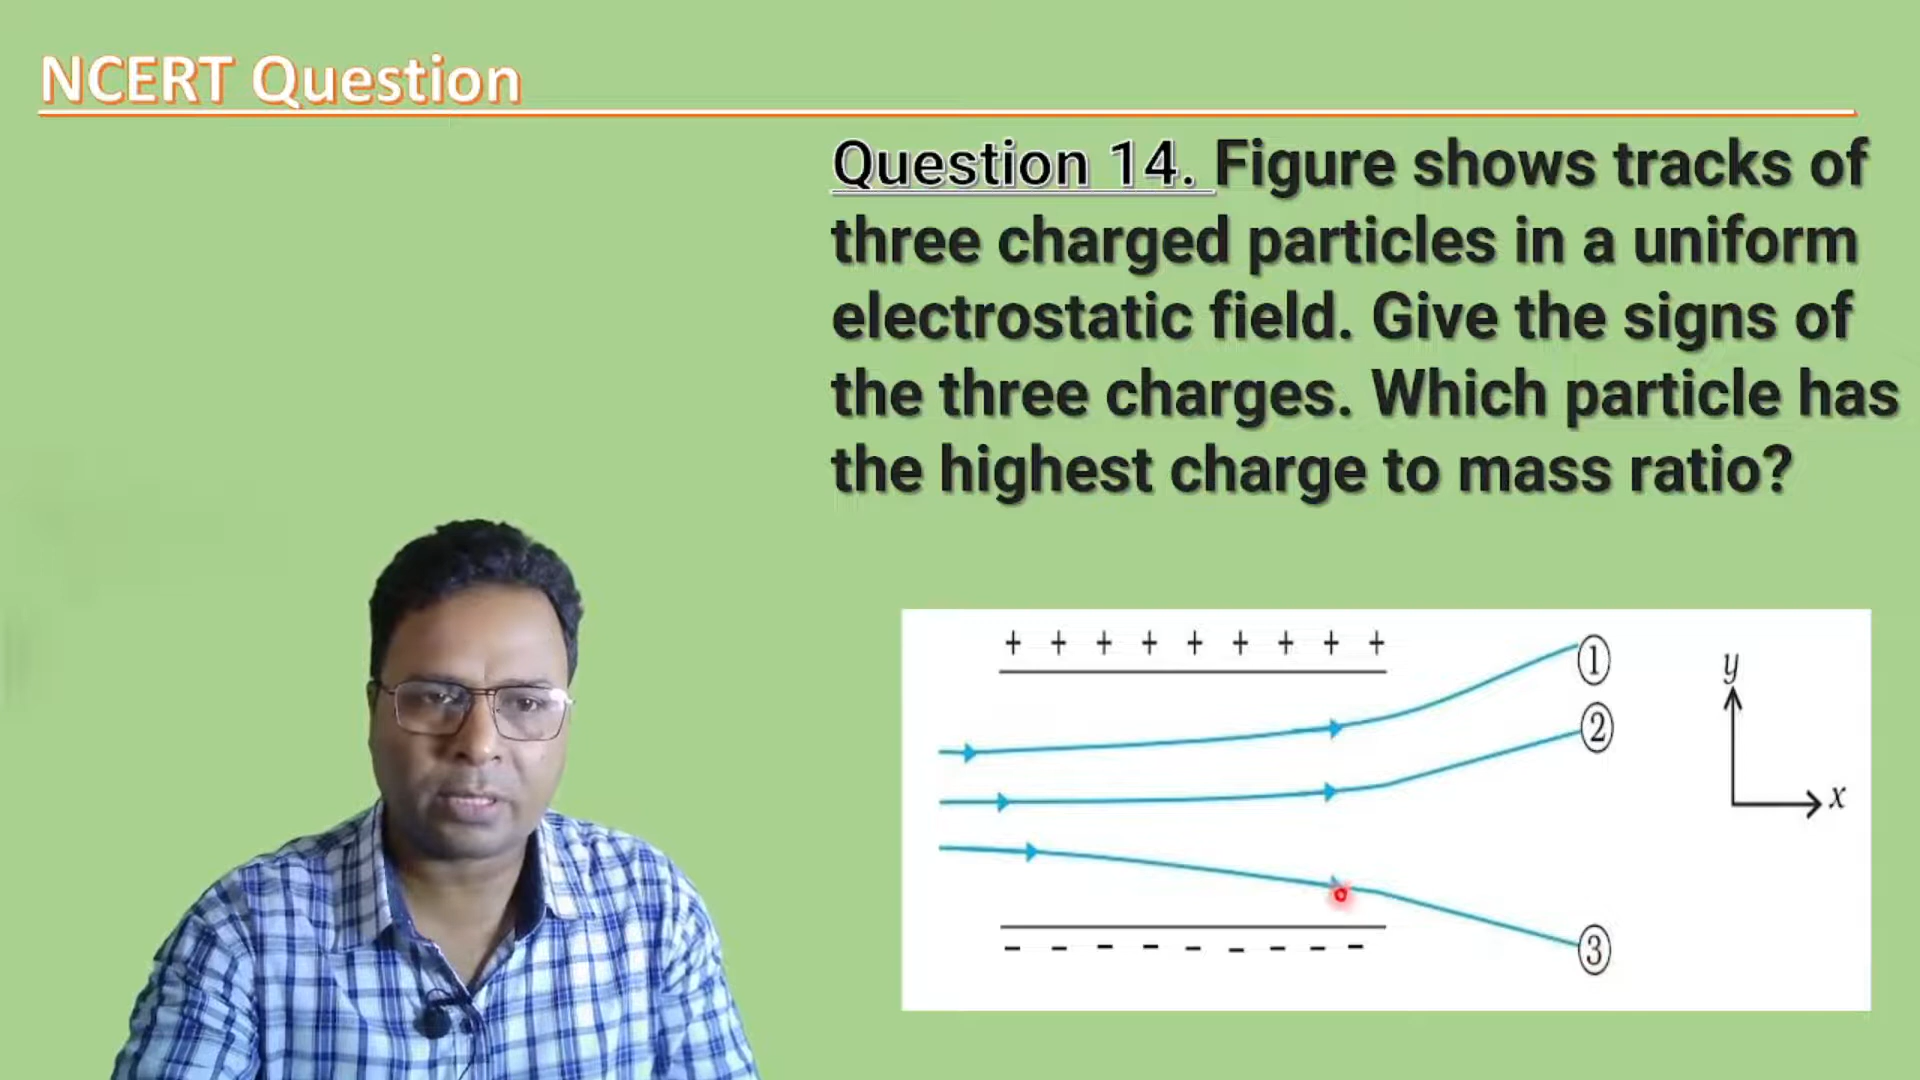 NCERT Question
Question 14. Figure shows tracks of
three charged particles in a uniform
electrostatic field. Give the signs of
the three charges. Which particle has
the highest charge to mass ratio?
+ + + + + + + + +
①
②
③
- - - - - - - - -
y
x